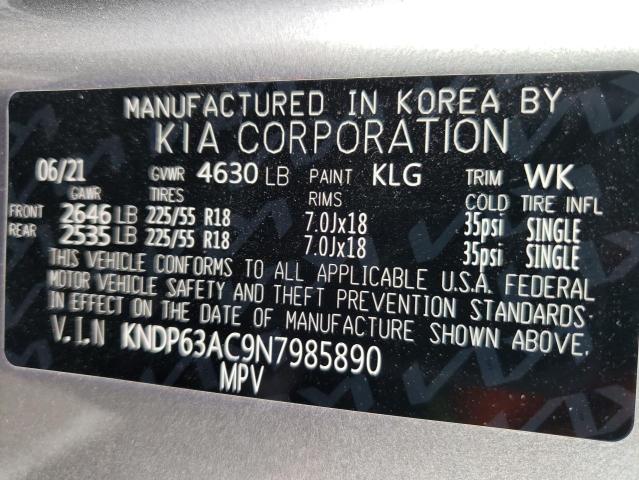 MANUFACTURED IN KOREA BY
KIA CORPORATION
06/21 GVWR 4630 LB PAINT KLG TRIM WK
GAWR TIRES RIMS COLD TIRE INFL
FRONT 2646 LB 225/55 R18 7.0Jx18 35psi SINGLE
REAR 2535 LB 225/55 R18 7.0Jx18 35psi SINGLE
THIS VEHICLE CONFORMS TO ALL APPLICABLE U.S.A. FEDERAL
MOTOR VEHICLE SAFETY AND THEFT PREVENTION STANDARDS
IN EFFECT ON THE DATE OF MANUFACTURE SHOWN ABOVE.
V.I.N KNDP63AC9N7985890
MPV